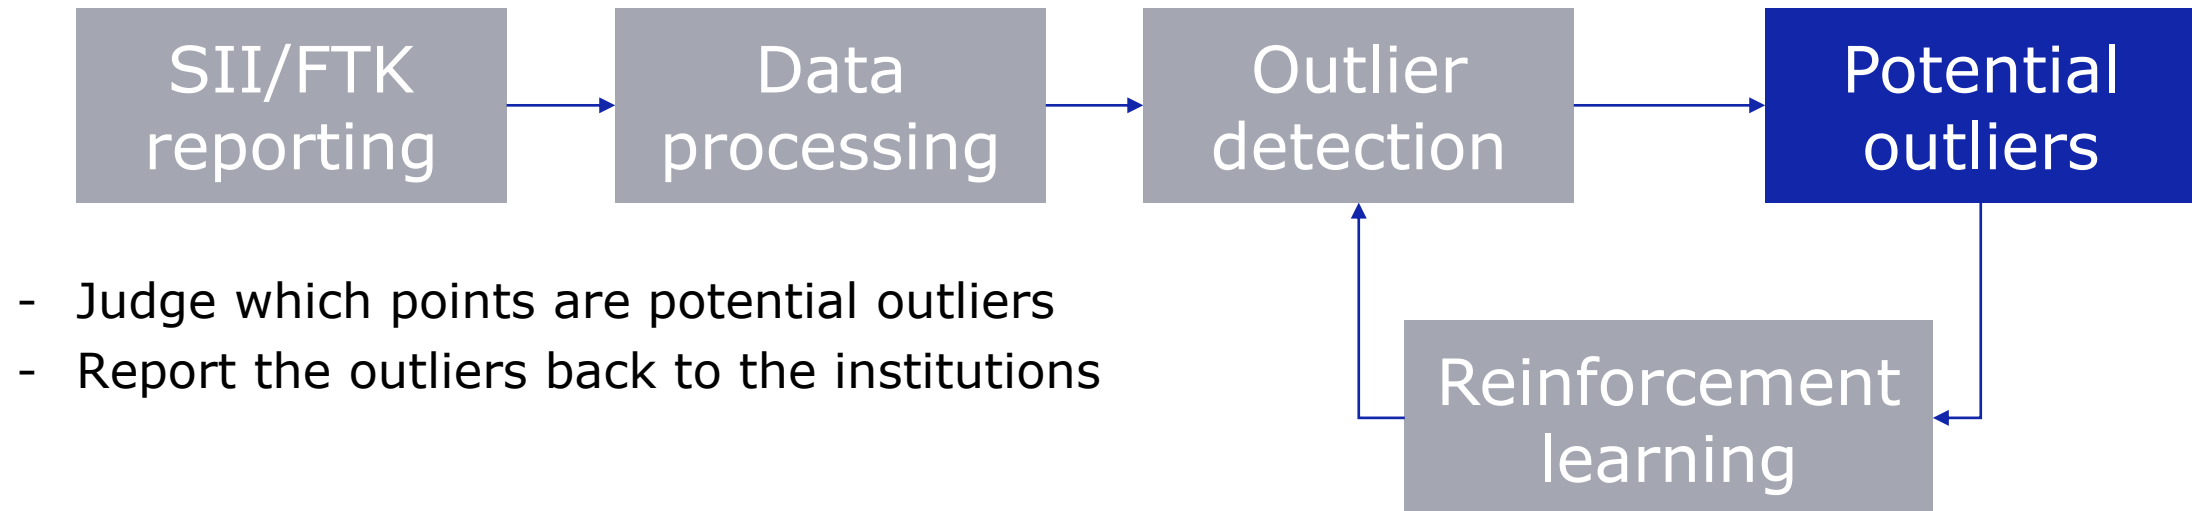 SII/FTK
reporting
Data
processing
Outlier
detection
Potential
outliers
- Judge which points are potential outliers
- Report the outliers back to the institutions
Reinforcement
learning